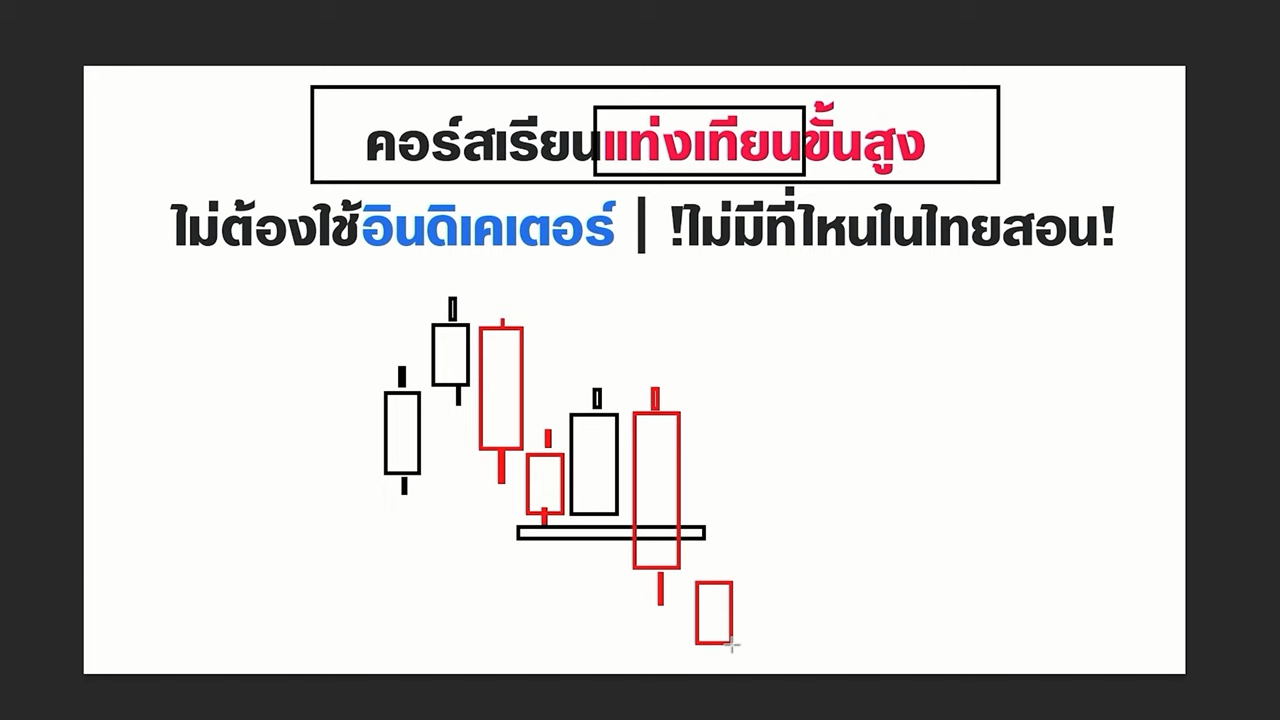 คอร์สเรียนแท่งเทียนขั้นสูง
ไม่ต้องใช้อินดิเคเตอร์ | !ไม่มีที่ไหนในไทยสอน!